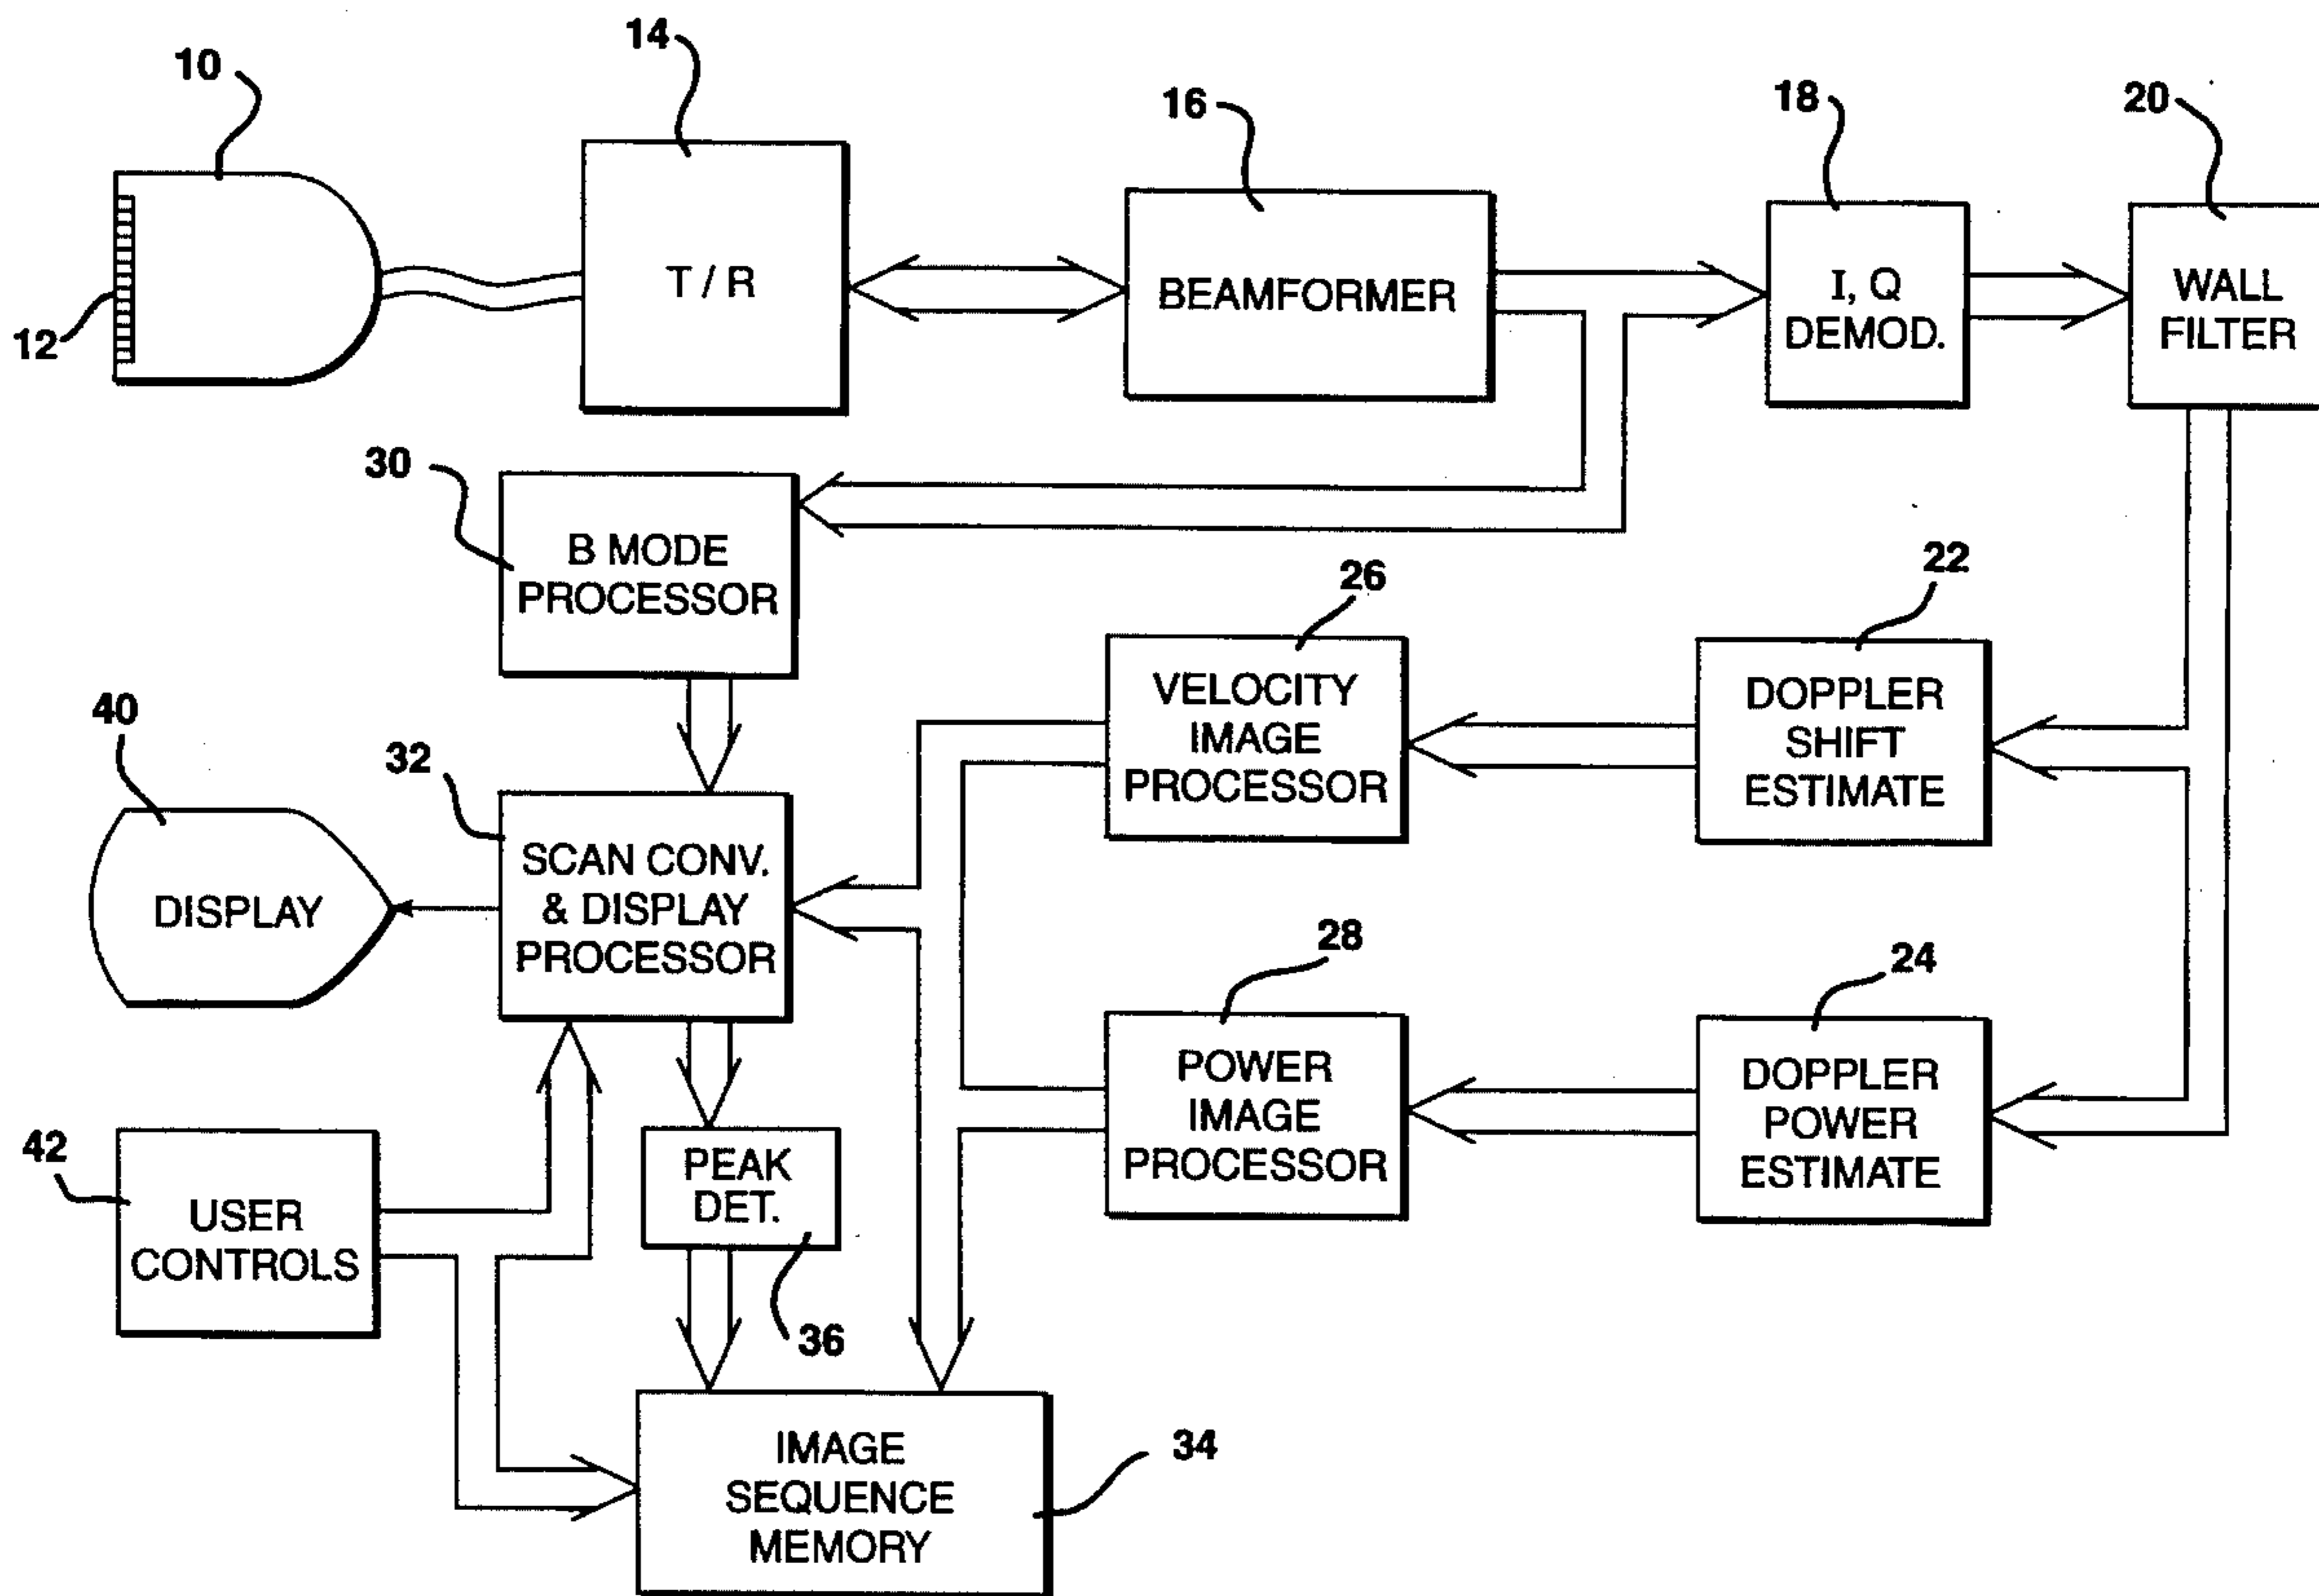 10
14
16
18
20
12
T / R
BEAMFORMER
I, Q
DEMOD.
WALL
FILTER
30
B MODE
PROCESSOR
26
22
VELOCITY
IMAGE
PROCESSOR
DOPPLER
SHIFT
ESTIMATE
40
32
DISPLAY
SCAN CONV.
& DISPLAY
PROCESSOR
28
24
POWER
IMAGE
PROCESSOR
DOPPLER
POWER
ESTIMATE
42
USER
CONTROLS
PEAK
DET.
36
34
IMAGE
SEQUENCE
MEMORY